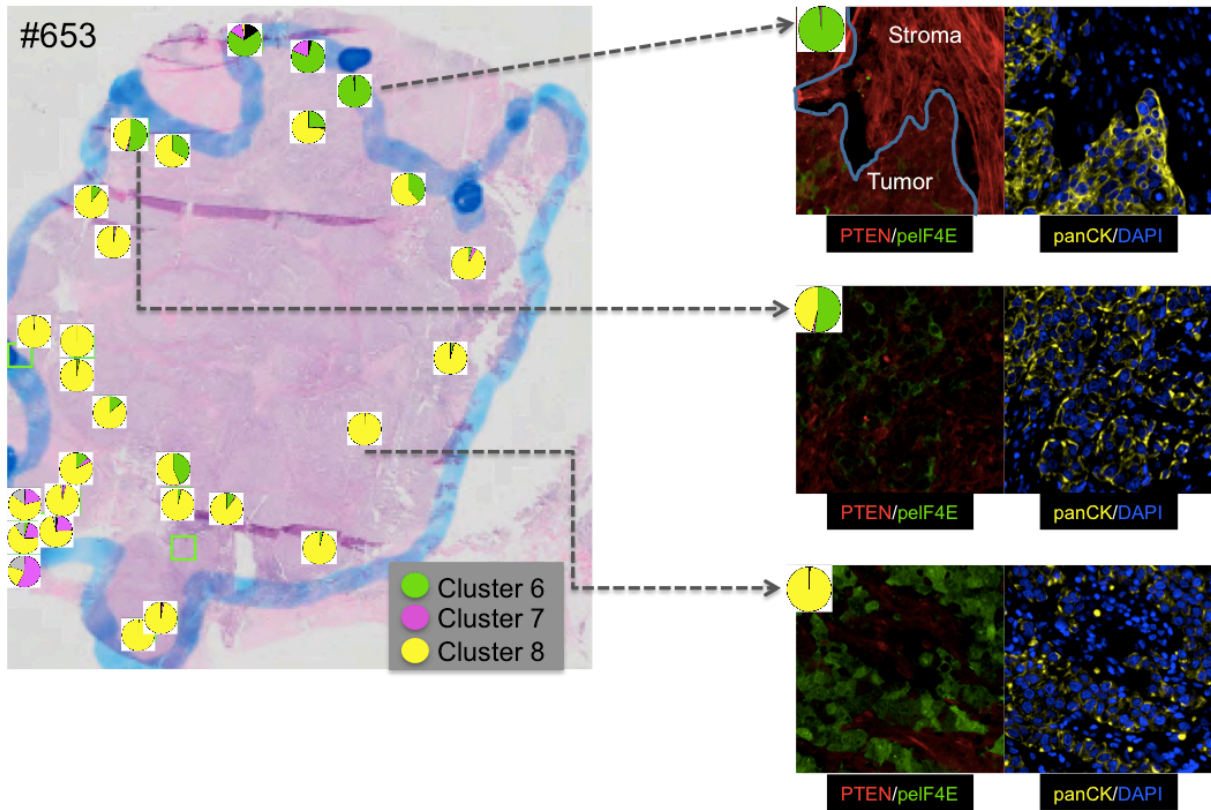 #653
Stroma
Tumor
PTEN/peIF4E
panCK/DAPI
PTEN/peIF4E
panCK/DAPI
Cluster 6
Cluster 7
Cluster 8
PTEN/peIF4E
panCK/DAPI